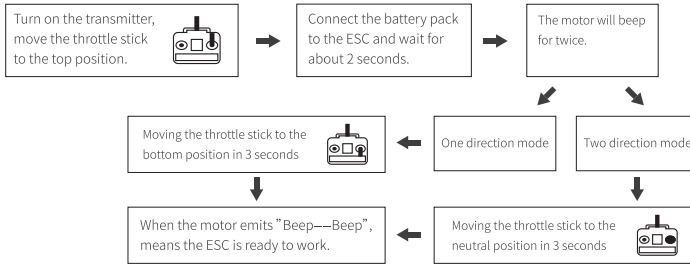 Turn on the transmitter,
move the throttle stick
to the top position.
Connect the battery pack
to the ESC and wait for
about 2 seconds.
The motor will beep
for twice.
Moving the throttle stick to the
bottom position in 3 seconds
One direction mode
Two direction mode
When the motor emits "Beep——Beep",
means the ESC is ready to work.
Moving the throttle stick to the
neutral position in 3 seconds